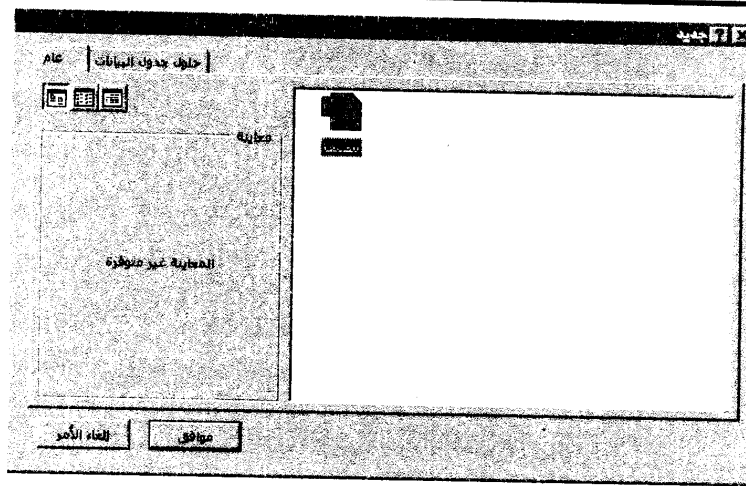 جديد
عام
حلول جدول البيانات
معاينة
المعاينة غير متوفرة
موافق
إلغاء الأمر